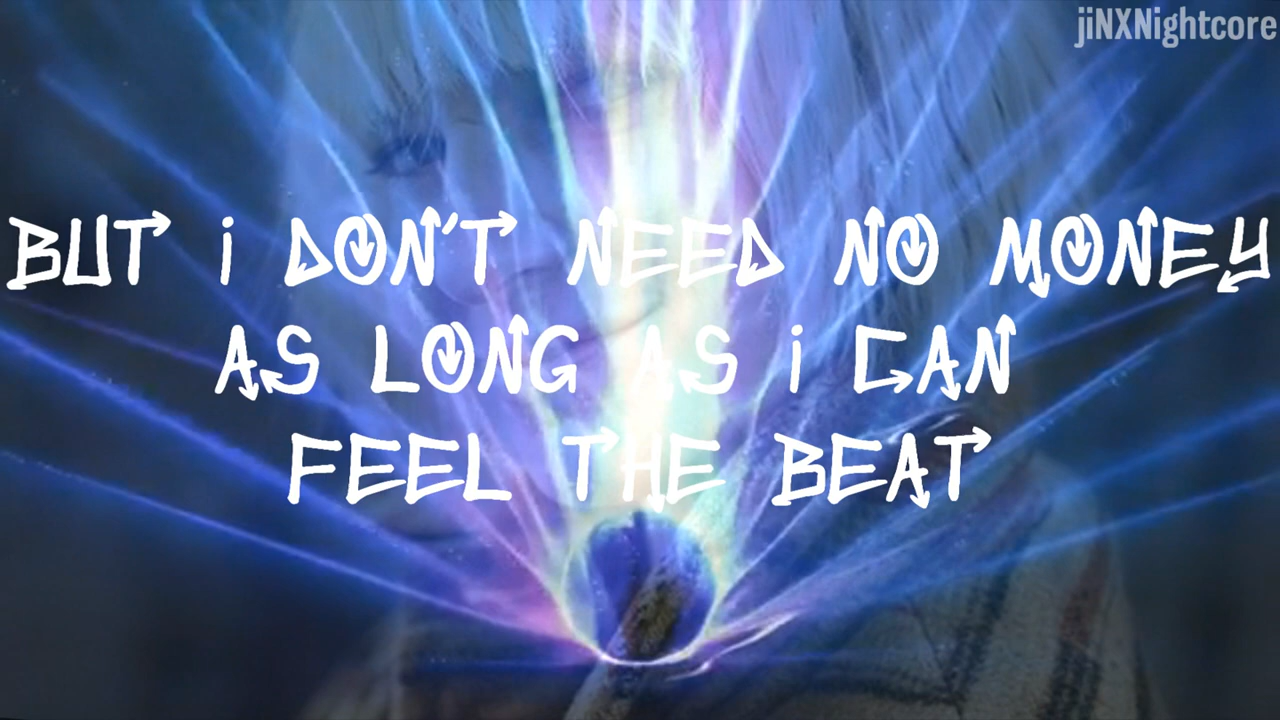 jiNXNightcore
BUT i DON'T NEED NO MONEY
AS LONG AS i CAN
FEEL THE BEAT